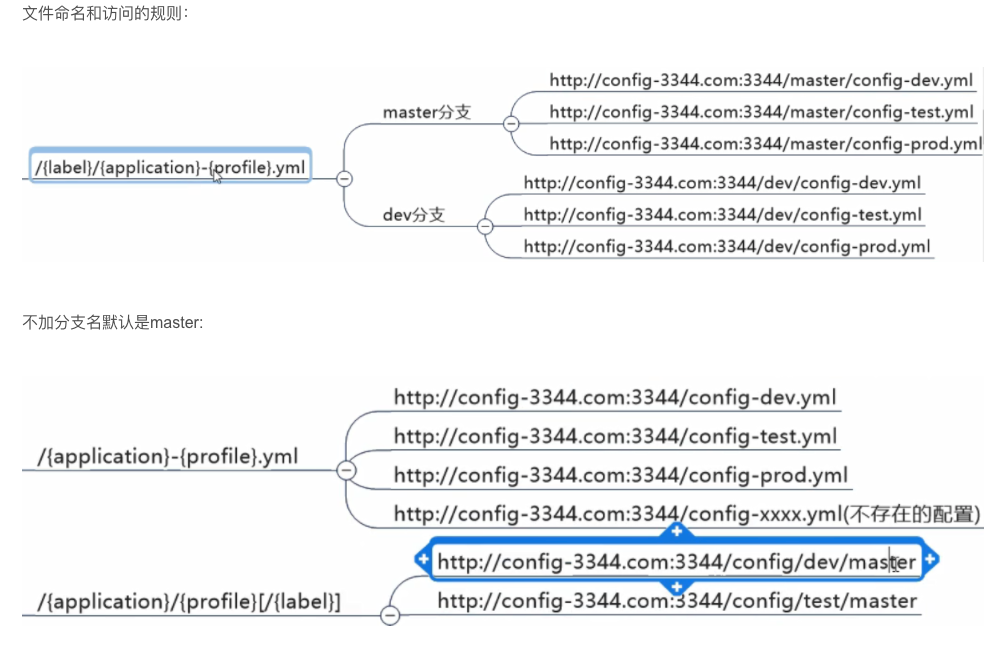 文件命名和访问的规则：
/{label}/{application}-{profile}.yml
master分支
http://config-3344.com:3344/master/config-dev.yml
http://config-3344.com:3344/master/config-test.yml
http://config-3344.com:3344/master/config-prod.yml
dev分支
http://config-3344.com:3344/dev/config-dev.yml
http://config-3344.com:3344/dev/config-test.yml
http://config-3344.com:3344/dev/config-prod.yml
不加分支名默认是master:
/{application}-{profile}.yml
http://config-3344.com:3344/config-dev.yml
http://config-3344.com:3344/config-test.yml
http://config-3344.com:3344/config-prod.yml
http://config-3344.com:3344/config-xxxx.yml(不存在的配置)
/{application}/{profile}[/{label}]
http://config-3344.com:3344/config/dev/master
http://config-3344.com:3344/config/test/master